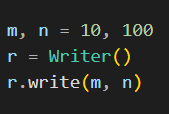 m, n = 10, 100
r = Writer()
r.write(m, n)